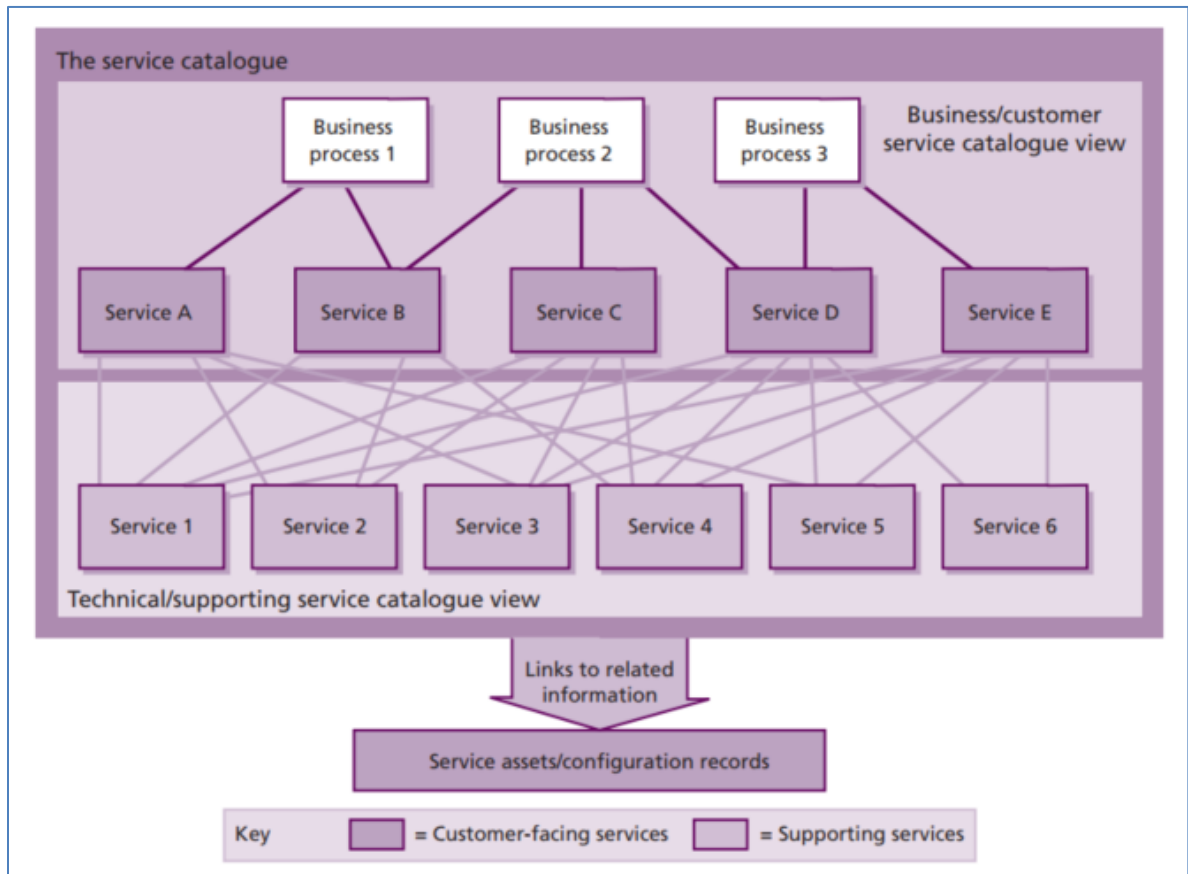 The service catalogue
Business
process 1
Business
process 2
Business
process 3
Business/customer
service catalogue view
Service A
Service B
Service C
Service D
Service E
Service 1
Service 2
Service 3
Service 4
Service 5
Service 6
Technical/supporting service catalogue view
Links to related
information
Service assets/configuration records
Key
= Customer-facing services
= Supporting services